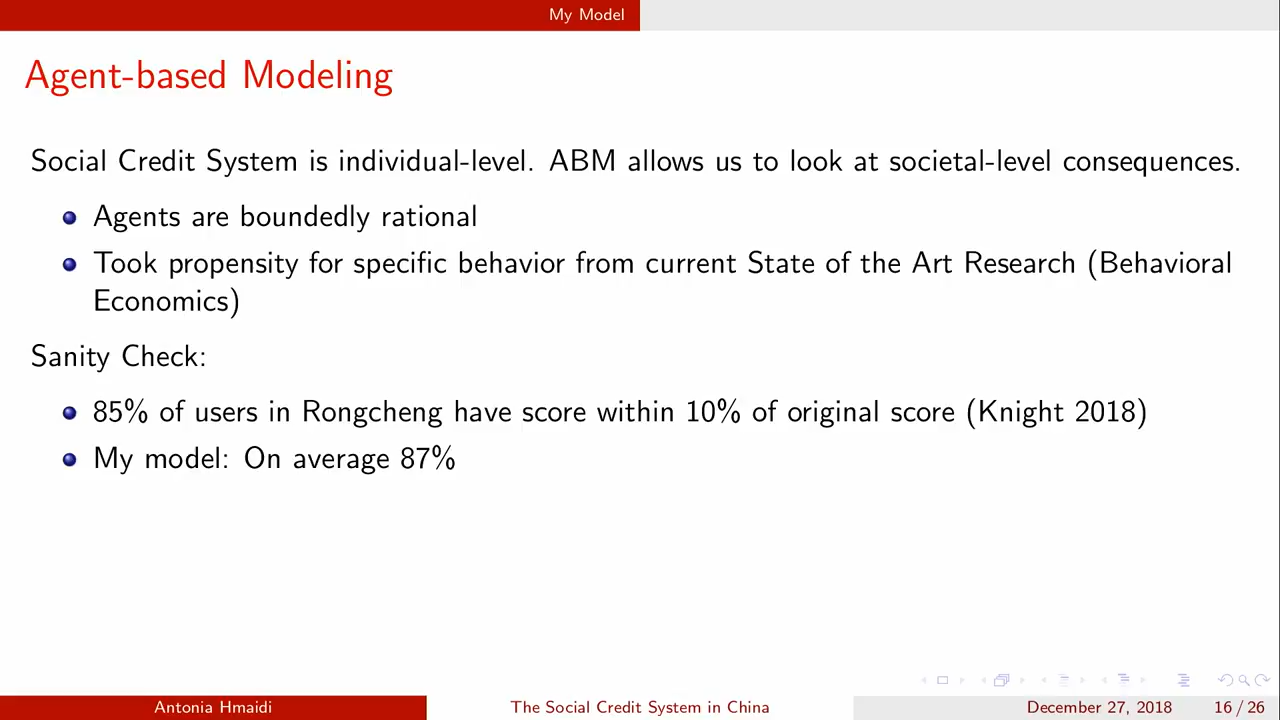 My Model
Agent-based Modeling
Social Credit System is individual-level. ABM allows us to look at societal-level consequences.
Agents are boundedly rational
Took propensity for specific behavior from current State of the Art Research (Behavioral
Economics)
Sanity Check:
85% of users in Rongcheng have score within 10% of original score (Knight 2018)
My model: On average 87%
Antonia Hmaidi
The Social Credit System in China
December 27, 2018
16 / 26